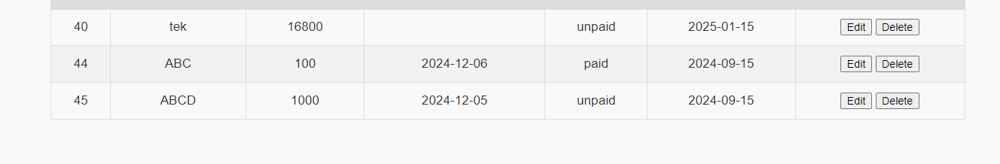 40 tek 16800 unpaid 2025-01-15 Edit Delete
44 ABC 100 2024-12-06 paid 2024-09-15 Edit Delete
45 ABCD 1000 2024-12-05 unpaid 2024-09-15 Edit Delete